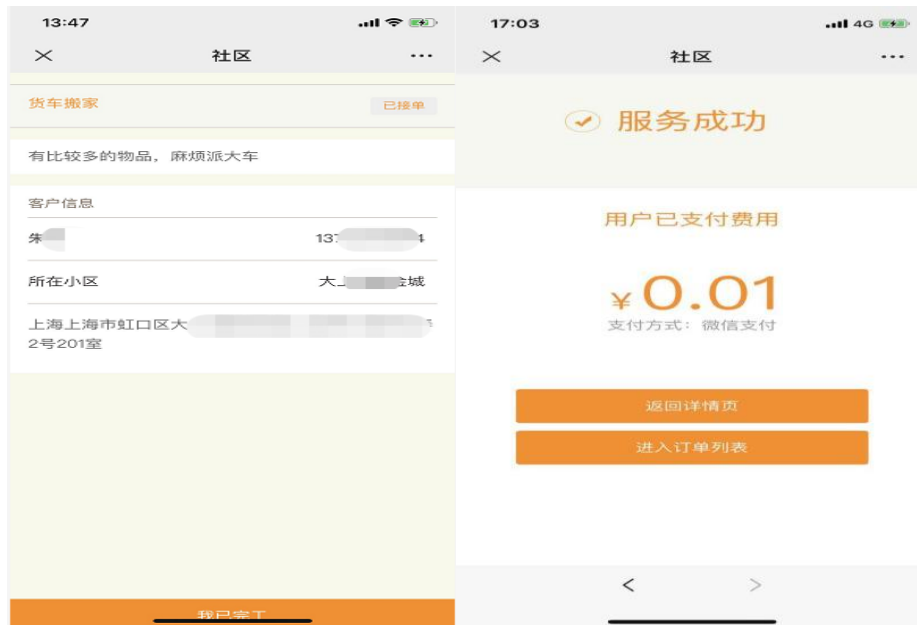 13:47
社区
货车搬家
已接单
有比较多的物品，麻烦派大车
客户信息
朱
13
4
所在小区
大上
金城
上海上海市虹口区大
2号201室
我已完工
17:03
4G
社区
服务成功
用户已支付费用
¥0.01
支付方式：微信支付
返回详情页
进入订单列表